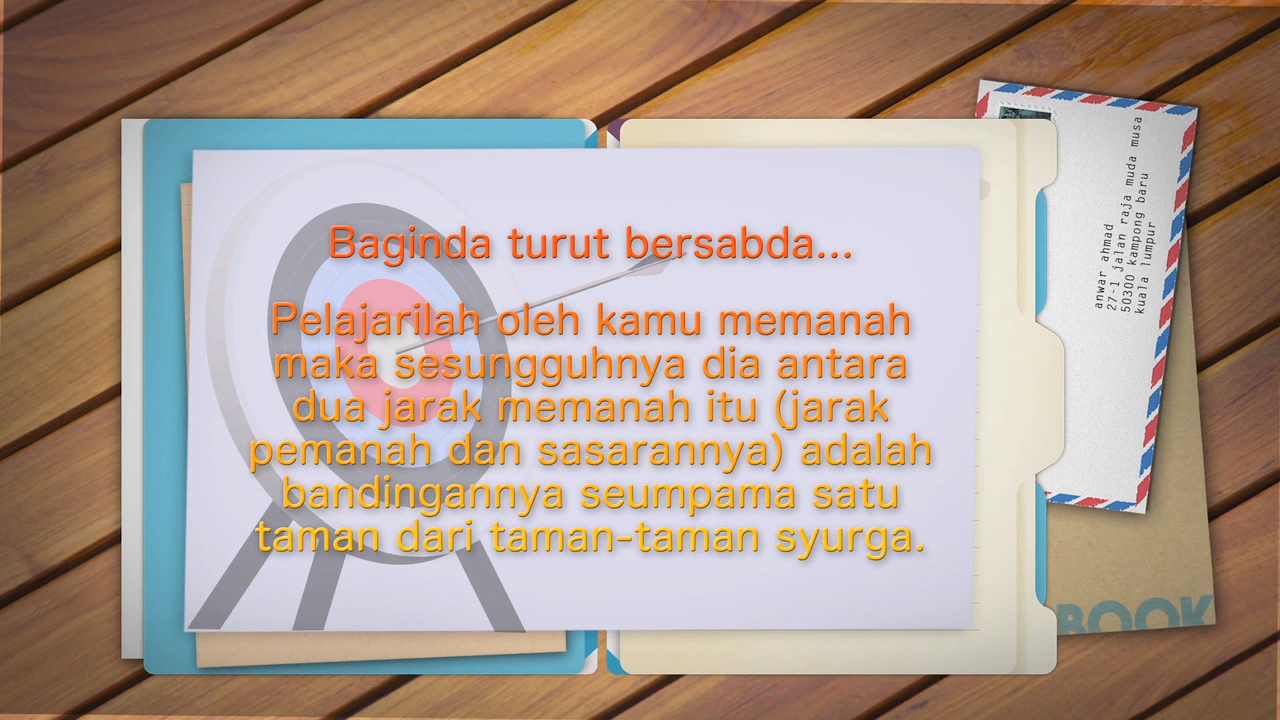 Baginda turut bersabda...
Pelajarilah oleh kamu memanah
maka sesungguhnya dia antara
dua jarak memanah itu (jarak
pemanah dan sasarannya) adalah
bandingannya seumpama satu
taman dari taman-taman syurga.
anwar ahmad
27-1 jalan raja muda musa
50300 kampong baru
kuala lumpur
BOOK